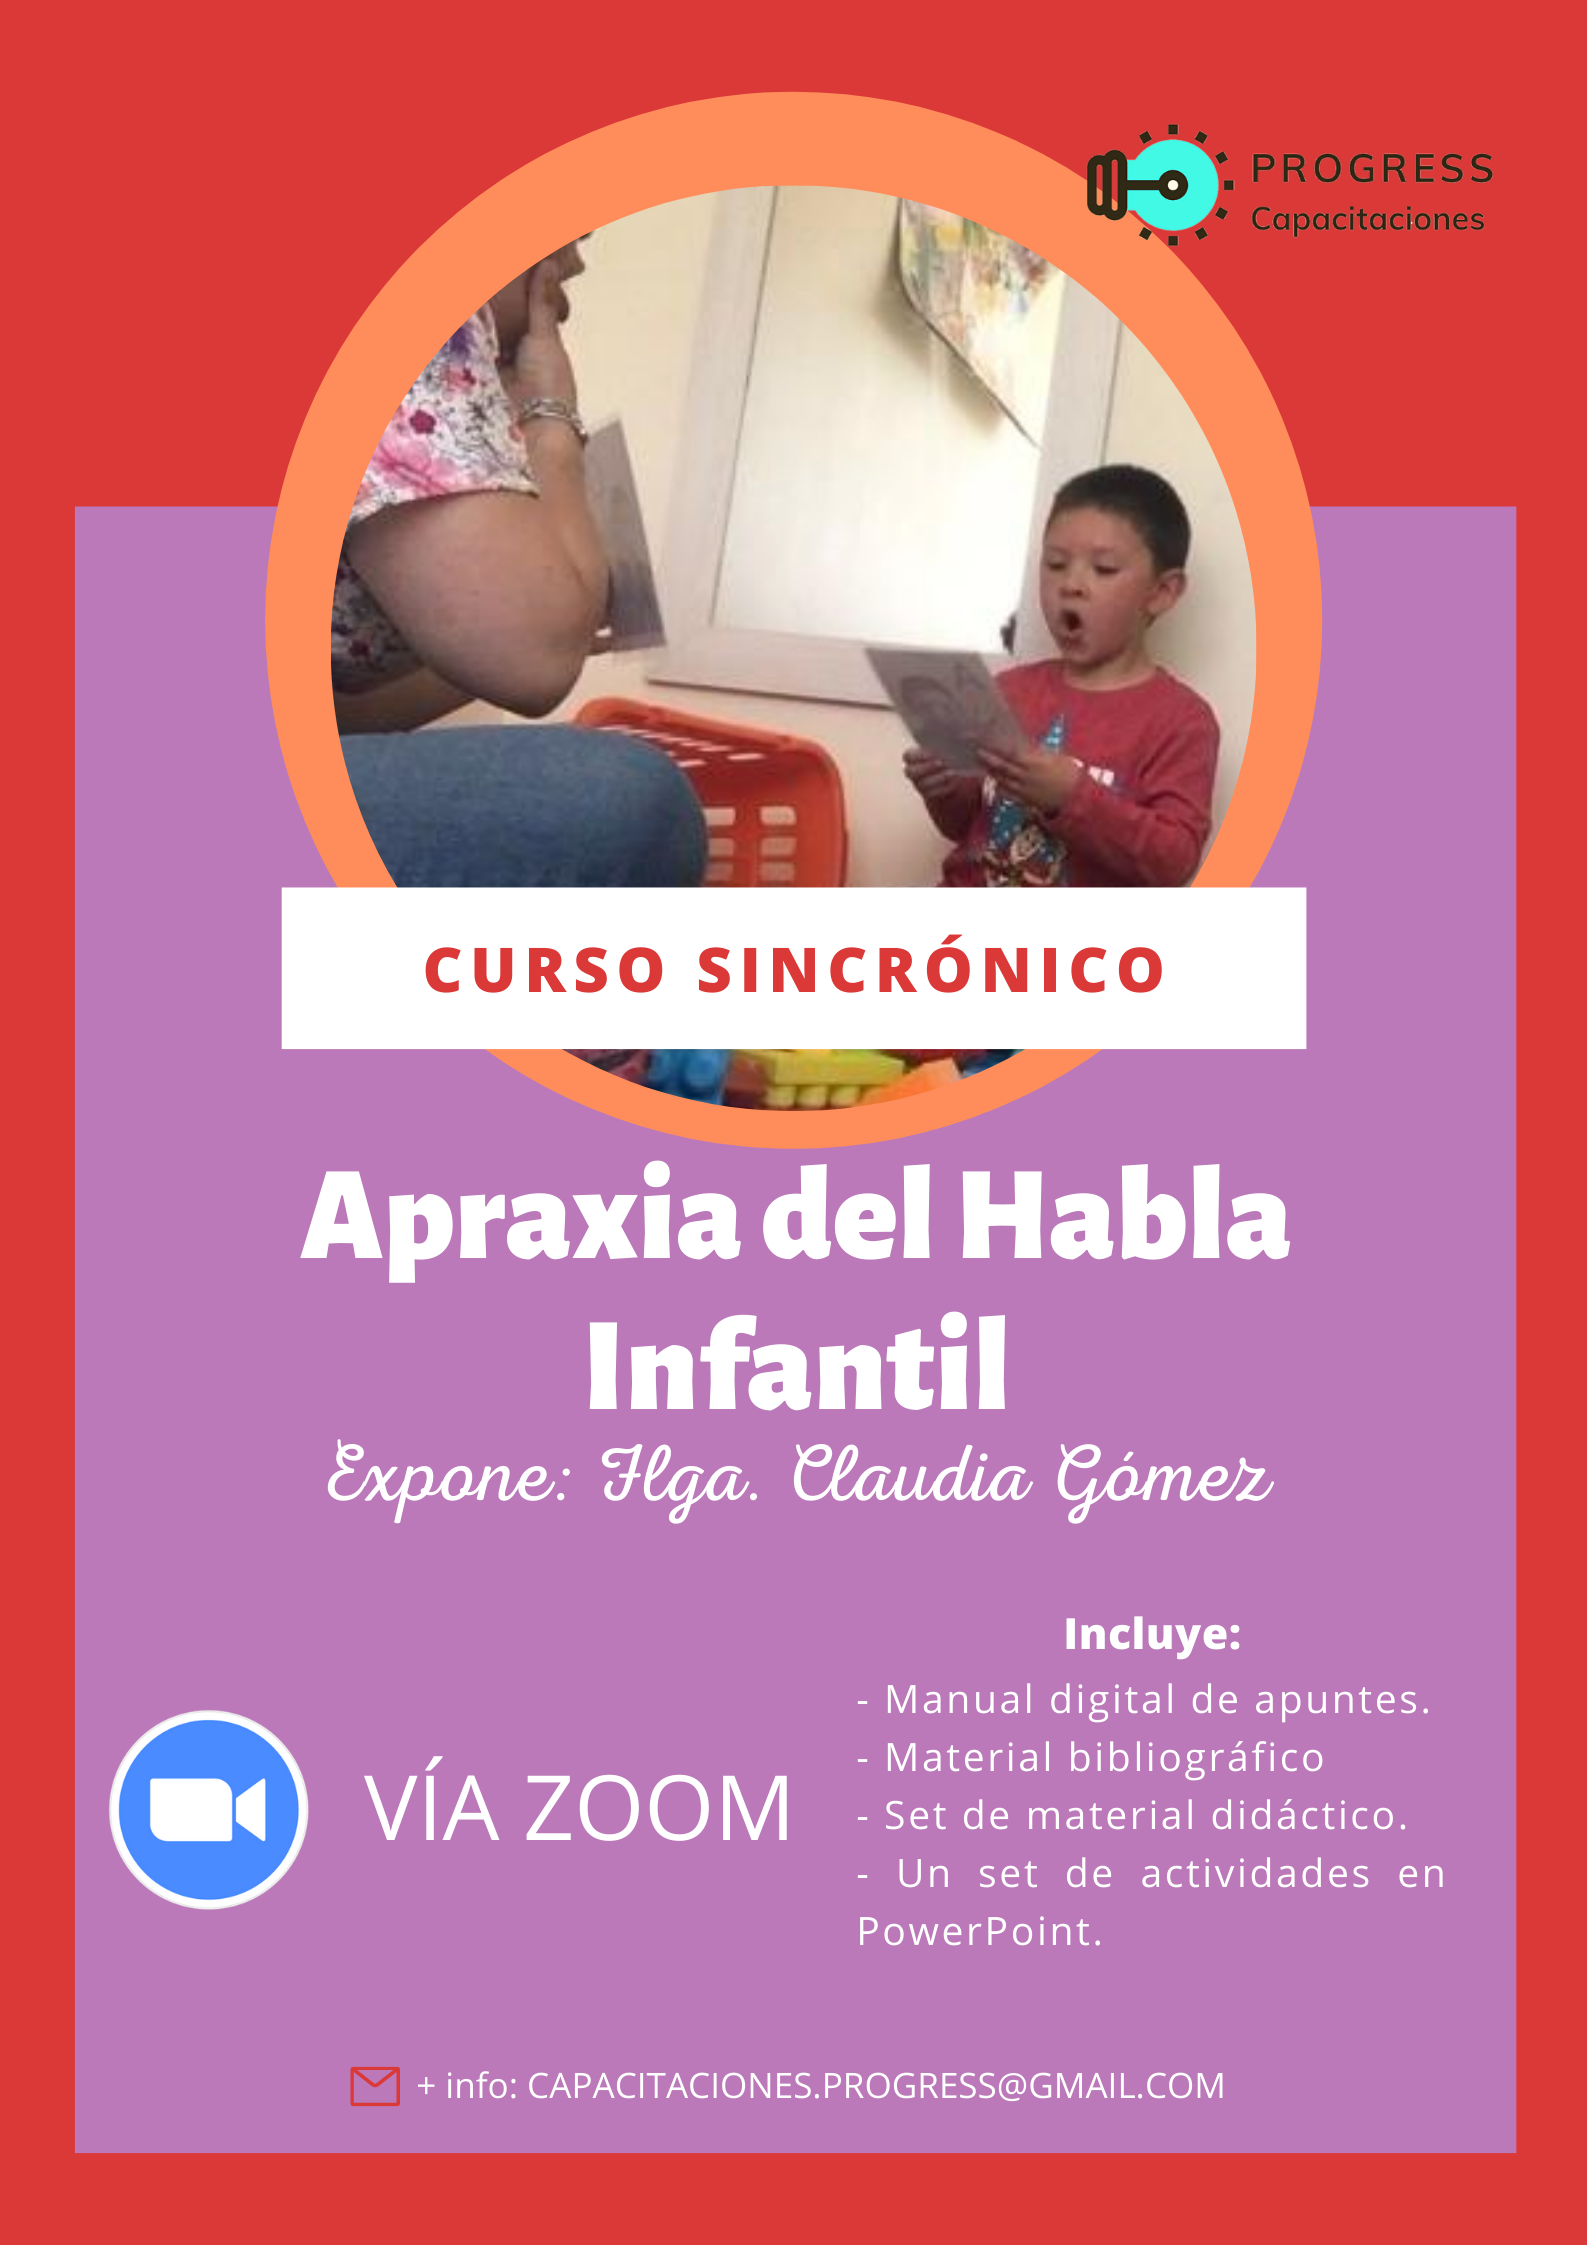 PROGRESS
Capacitaciones
CURSO SINCRÓNICO
Apraxia del Habla
Infantil
Expone: Flga. Claudia Gómez
Incluye:
- Manual digital de apuntes.
- Material bibliográfico
- Set de material didáctico.
- Un set de actividades en
PowerPoint.
VÍA ZOOM
+ info: CAPACITACIONES.PROGRESS@GMAIL.COM